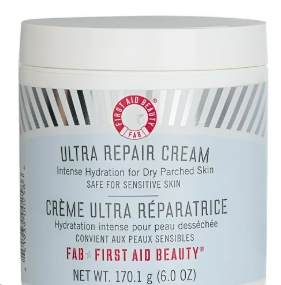 FIRST AID BEAUTY
FAB
ULTRA REPAIR CREAM
Intense Hydration for Dry Parched Skin
SAFE FOR SENSITIVE SKIN
CRÈME ULTRA RÉPARATRICE
Hydratation intense pour peau desséchée
CONVIENT AUX PEAUX SENSIBLES
FAB FIRST AID BEAUTY®
NET WT. 170.1 g (6.0 OZ)